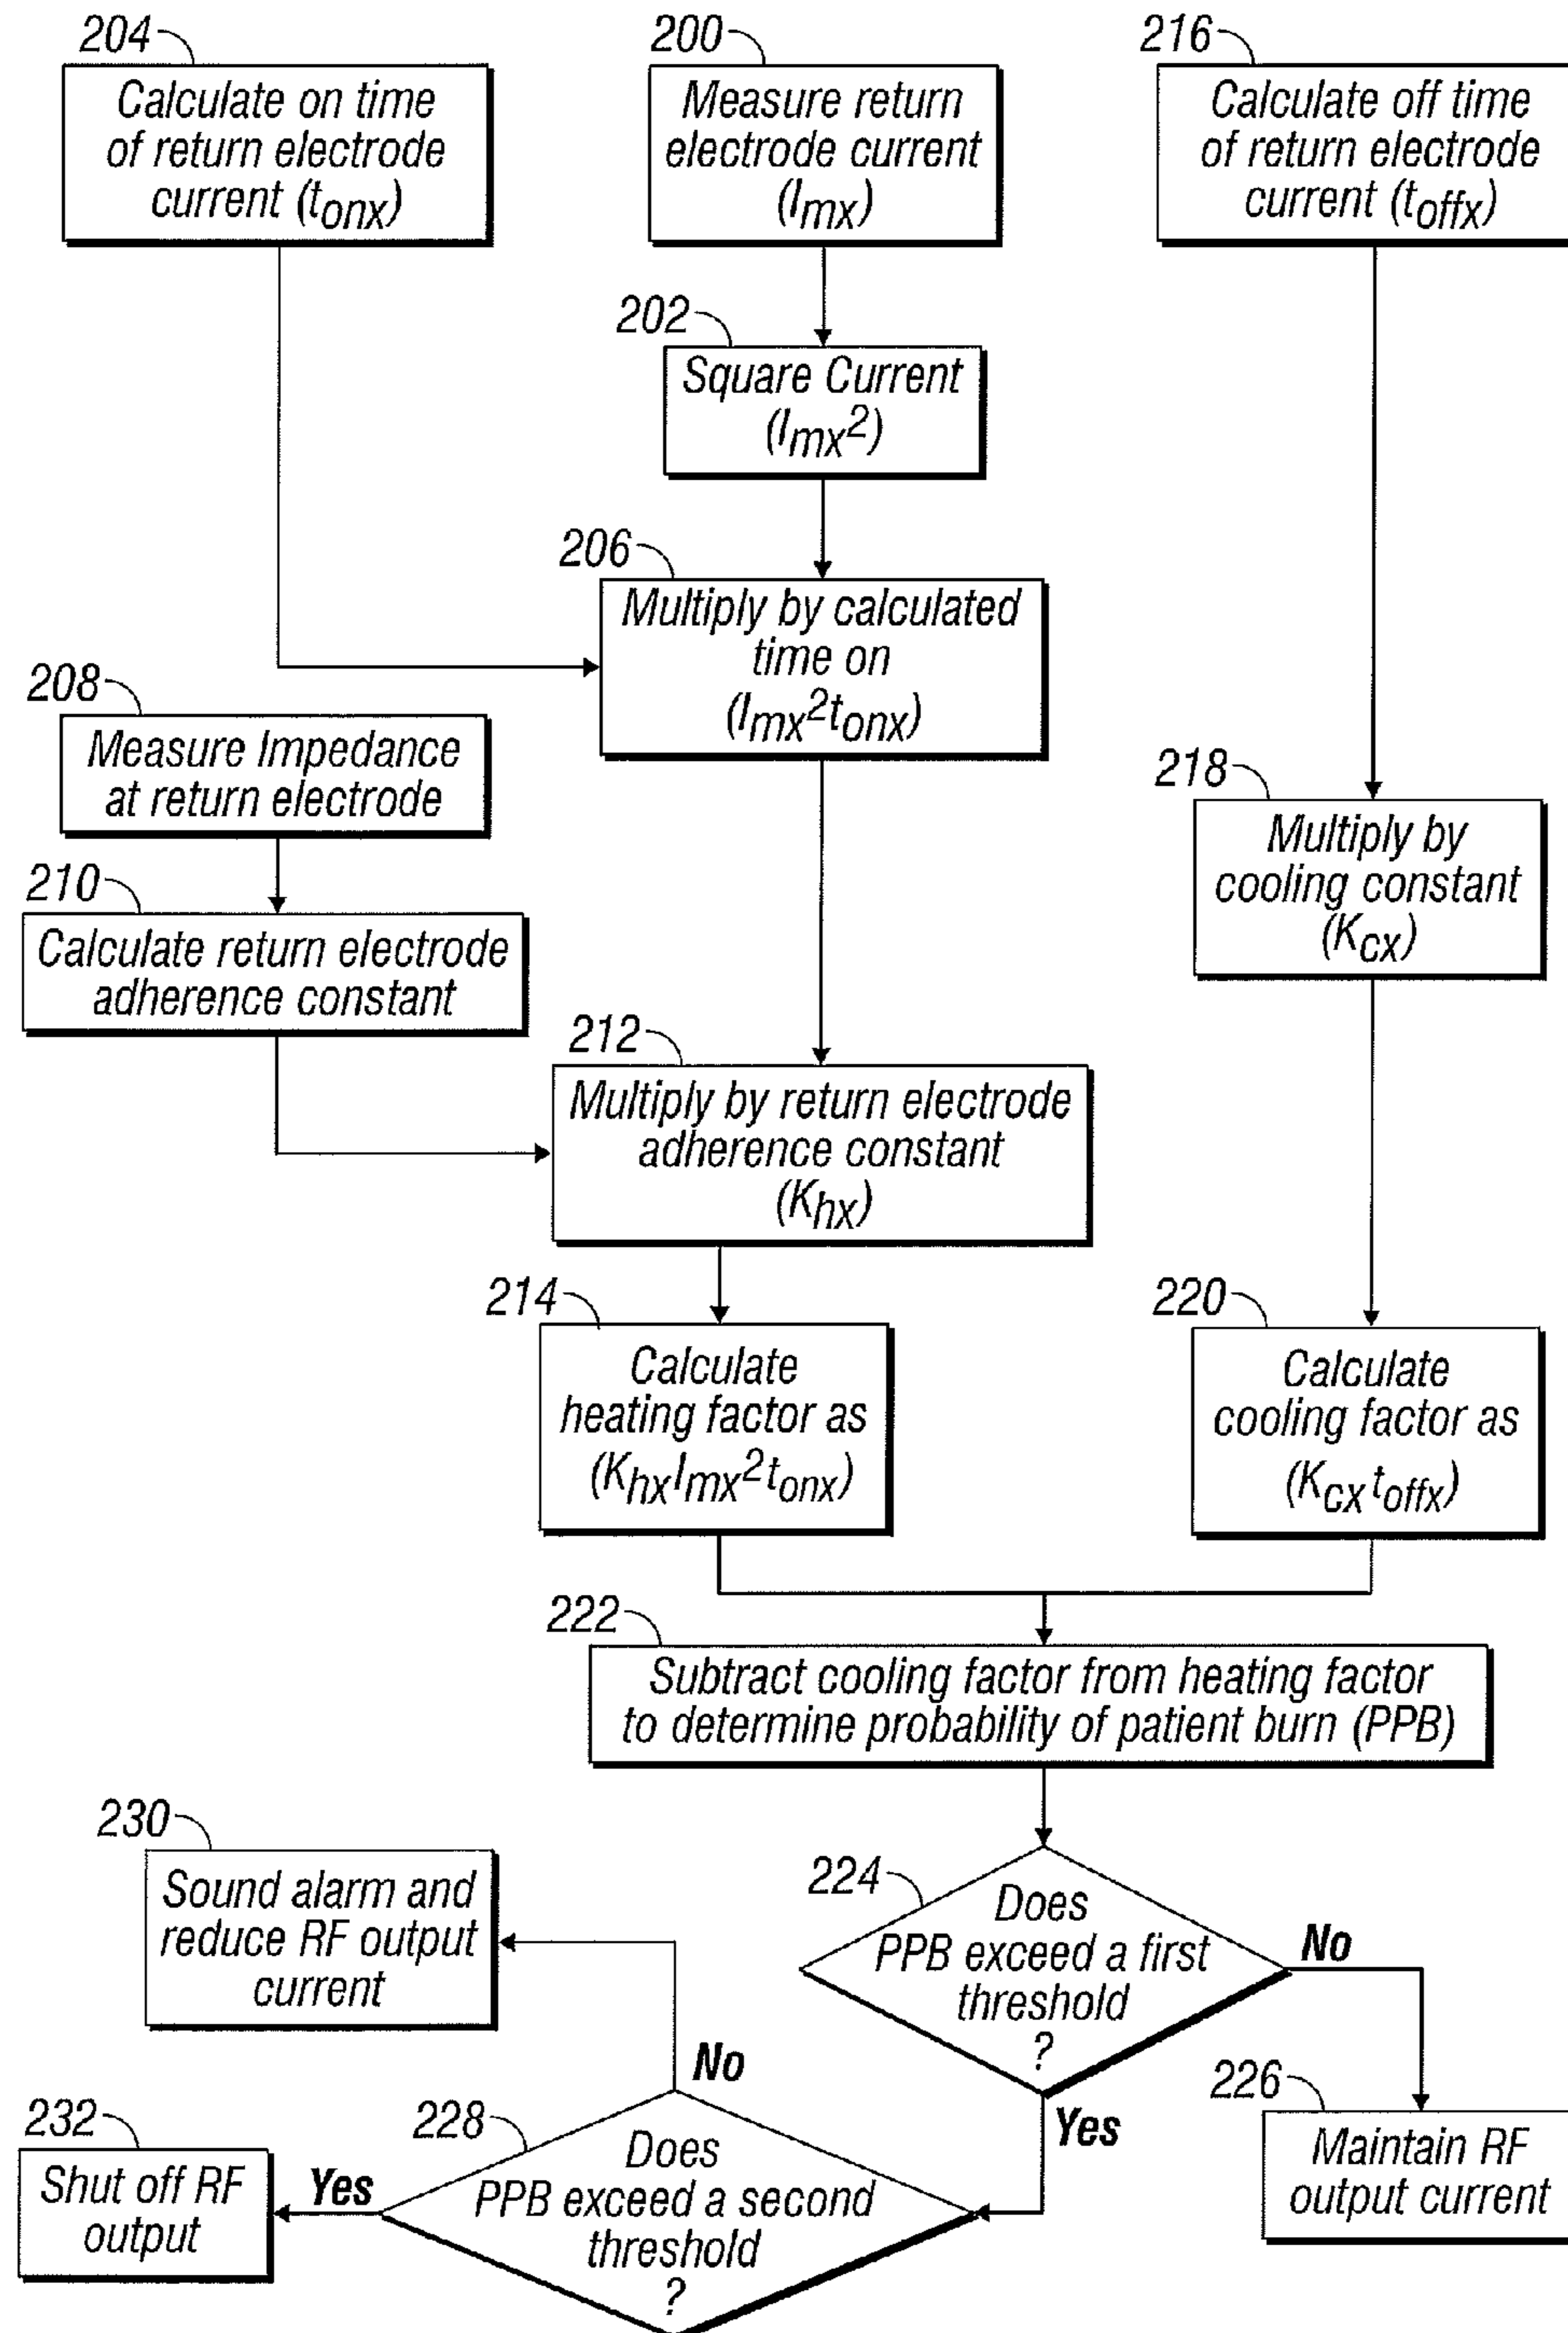 204
Calculate on time
of return electrode
current (tonx)
200
Measure return
electrode current
(Imx)
216
Calculate off time
of return electrode
current (toffx)
202
Square Current
(Imx²)
206
Multiply by calculated
time on
(Imx²tonx)
208
Measure Impedance
at return electrode
218
Multiply by
cooling constant
(Kcx)
210
Calculate return electrode
adherence constant
212
Multiply by return electrode
adherence constant
(Khx)
214
Calculate
heating factor as
(KhxImx²tonx)
220
Calculate
cooling factor as
(Kcx toffx)
222
Subtract cooling factor from heating factor
to determine probability of patient burn (PPB)
230
Sound alarm and
reduce RF output
current
224
Does
PPB exceed a first
threshold
?
No
Yes
226
Maintain RF
output current
No
228
Does
PPB exceed a second
threshold
?
Yes
232
Shut off RF
output